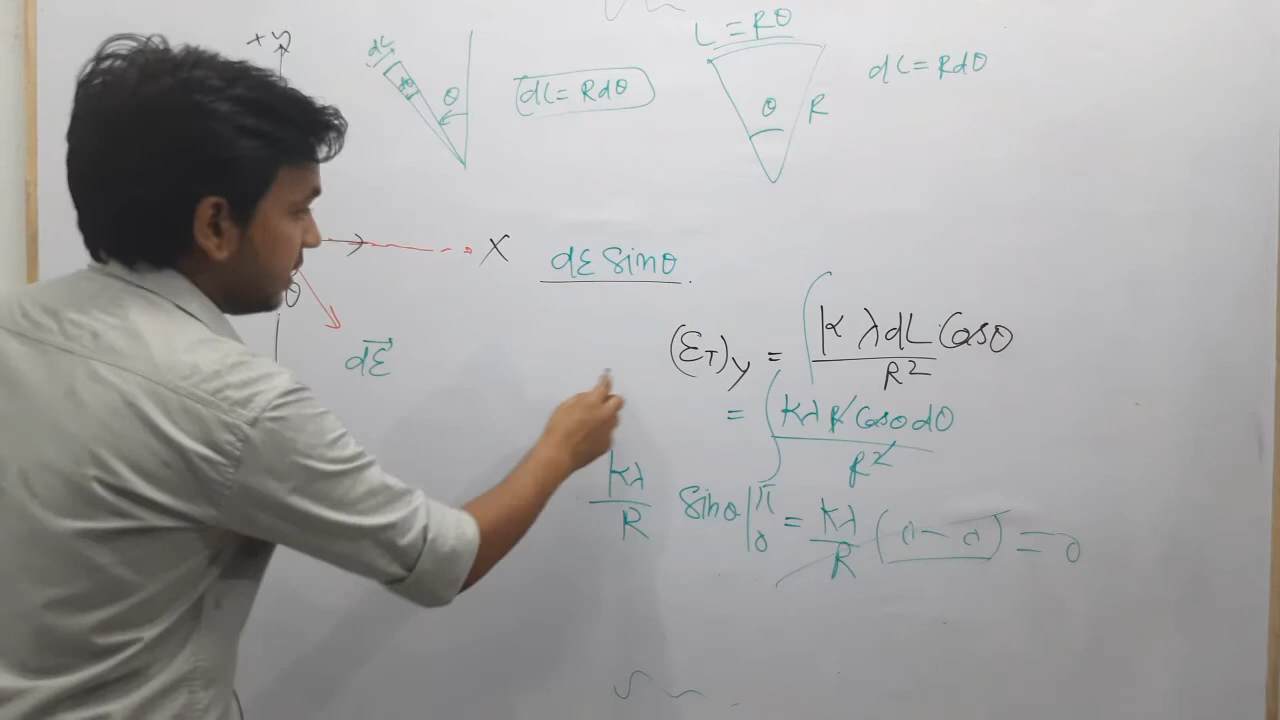 +y
dL
θ
dL = Rdθ
L = Rθ
θ
R
dL = Rdθ
X
dE Sinθ
θ
dE⃗
(E_T)_y = ∫ K λ dL Cosθ / R²
= ∫ Kλ R Cosθ dθ / R²
Kλ / R Sinθ |₀^π = Kλ / R (0 - 0) = 0